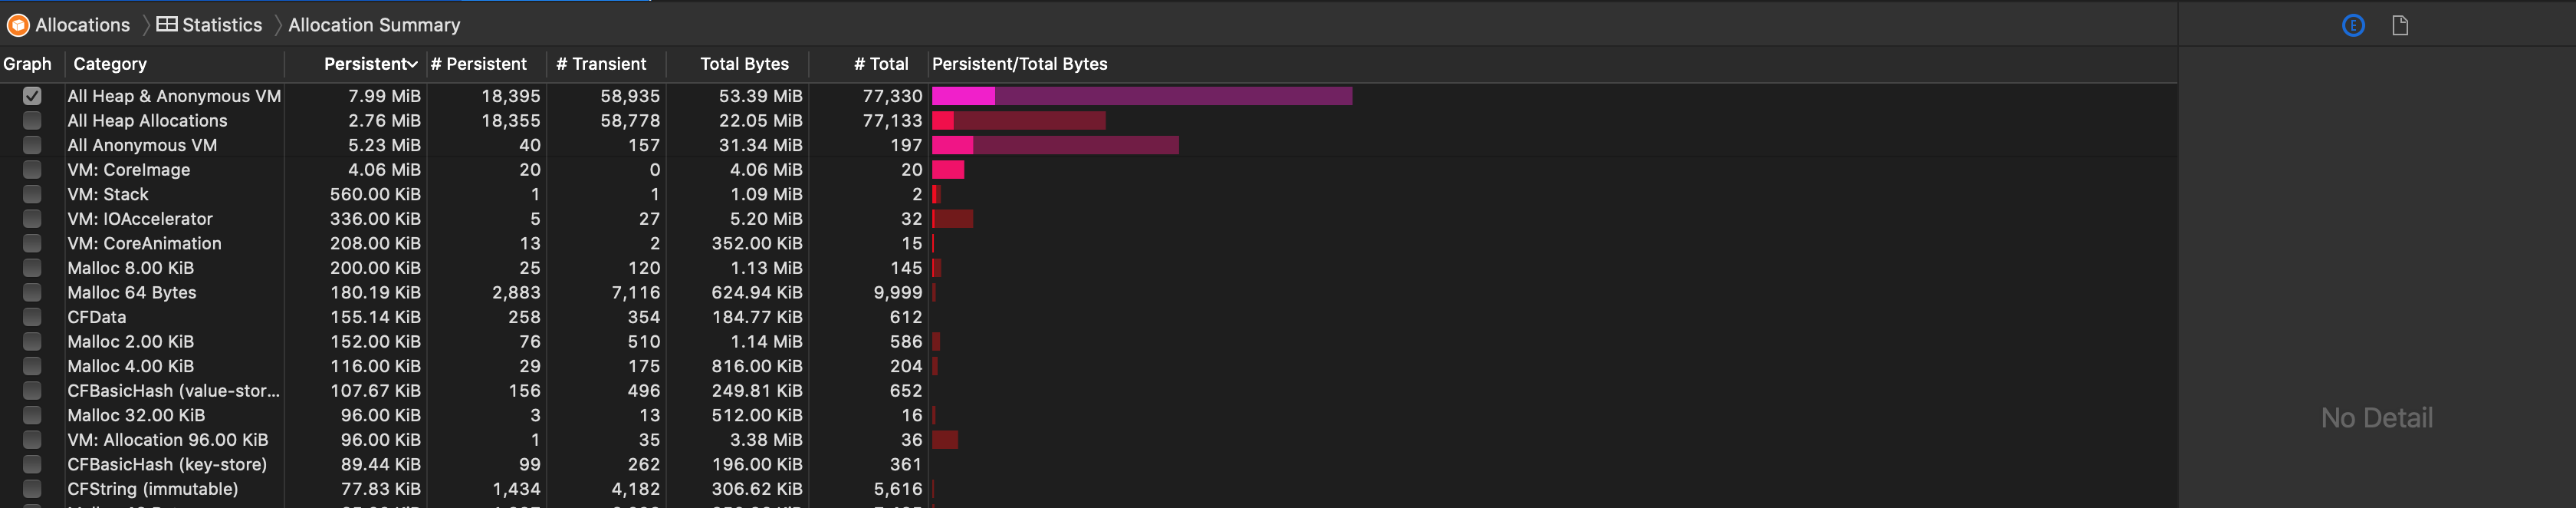 Allocations Statistics Allocation Summary
Graph Category Persistent # Persistent # Transient Total Bytes # Total Persistent/Total Bytes
All Heap & Anonymous VM 7.99 MiB 18,395 58,935 53.39 MiB 77,330
All Heap Allocations 2.76 MiB 18,355 58,778 22.05 MiB 77,133
All Anonymous VM 5.23 MiB 40 157 31.34 MiB 197
VM: CoreImage 4.06 MiB 20 0 4.06 MiB 20
VM: Stack 560.00 KiB 1 1 1.09 MiB 2
VM: IOAccelerator 336.00 KiB 5 27 5.20 MiB 32
VM: CoreAnimation 208.00 KiB 13 2 352.00 KiB 15
Malloc 8.00 KiB 200.00 KiB 25 120 1.13 MiB 145
Malloc 64 Bytes 180.19 KiB 2,883 7,116 624.94 KiB 9,999
CFData 155.14 KiB 258 354 184.77 KiB 612
Malloc 2.00 KiB 152.00 KiB 76 510 1.14 MiB 586
Malloc 4.00 KiB 116.00 KiB 29 175 816.00 KiB 204
CFBasicHash (value-stor... 107.67 KiB 156 496 249.81 KiB 652
Malloc 32.00 KiB 96.00 KiB 3 13 512.00 KiB 16
VM: Allocation 96.00 KiB 96.00 KiB 1 35 3.38 MiB 36
CFBasicHash (key-store) 89.44 KiB 99 262 196.00 KiB 361
CFString (immutable) 77.83 KiB 1,434 4,182 306.62 KiB 5,616
E
No Detail